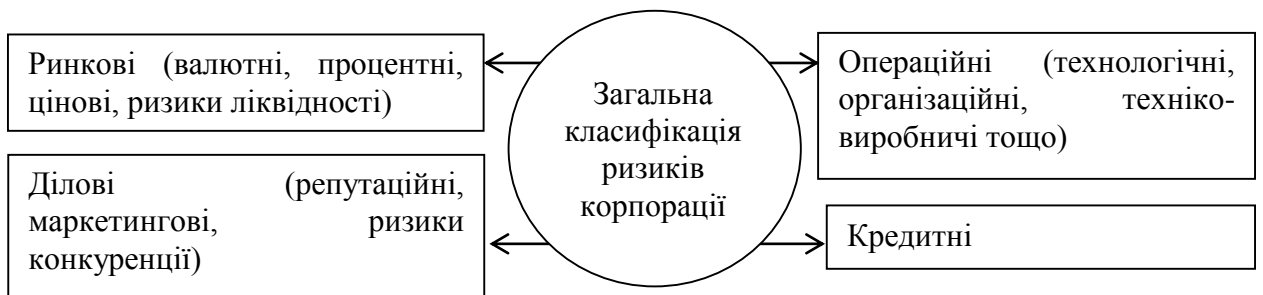 Ринкові (валютні, процентні,
цінові, ризики ліквідності)
Ділові (репутаційні,
маркетингові, ризики
конкуренції)
Загальна
класифікація
ризиків
корпорації
Операційні (технологічні,
організаційні, техніко-
виробничі тощо)
Кредитні